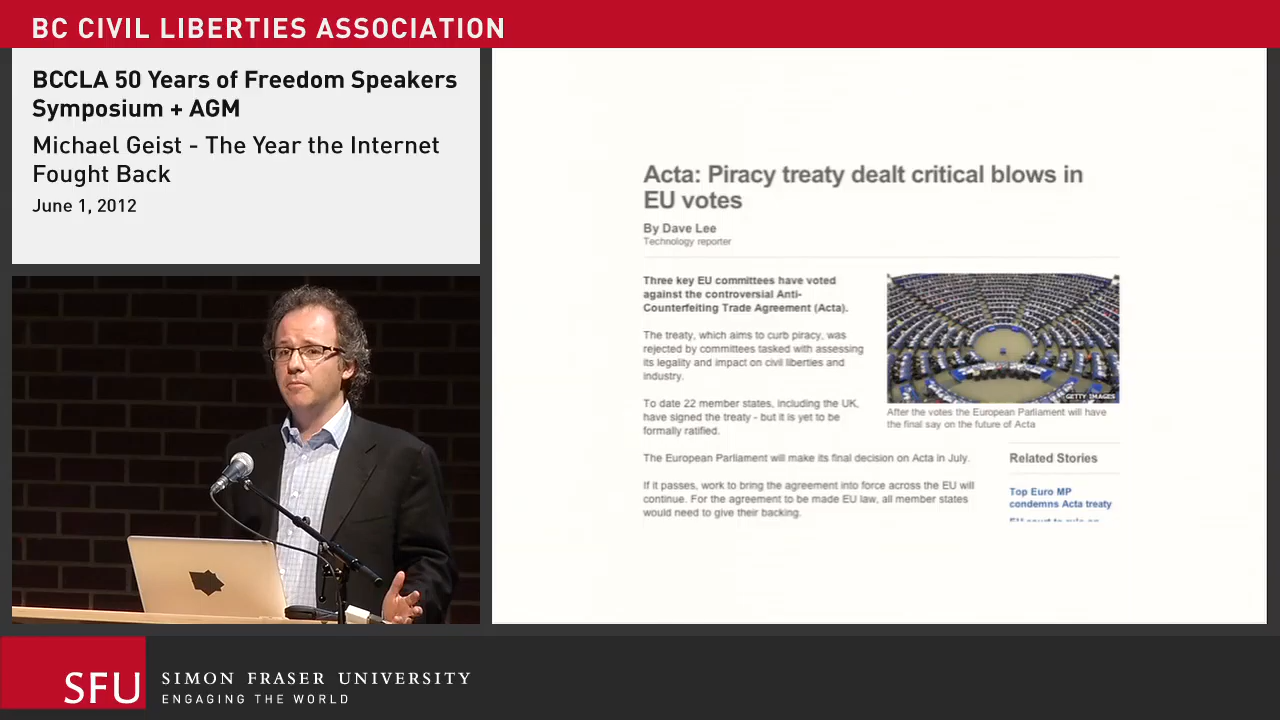 BC CIVIL LIBERTIES ASSOCIATION
BCCLA 50 Years of Freedom Speakers
Symposium + AGM
Michael Geist - The Year the Internet
Fought Back
June 1, 2012
Acta: Piracy treaty dealt critical blows in
EU votes
By Dave Lee
Technology reporter
Three key EU committees have voted
against the controversial Anti-
Counterfeiting Trade Agreement (Acta).
The treaty, which aims to curb piracy, was
rejected by committees tasked with assessing
its legality and impact on civil liberties and
industry.
To date 22 member states, including the UK,
have signed the treaty - but it is yet to be
formally ratified.
The European Parliament will make its final decision on Acta in July.
If it passes, work to bring the agreement into force across the EU will
continue. For the agreement to be made EU law, all member states
would need to give their backing.
GETTY IMAGES
After the votes the European Parliament will have
the final say on the future of Acta
Related Stories
Top Euro MP
condemns Acta treaty
EU court to rule on
SFU
SIMON FRASER UNIVERSITY
ENGAGING THE WORLD